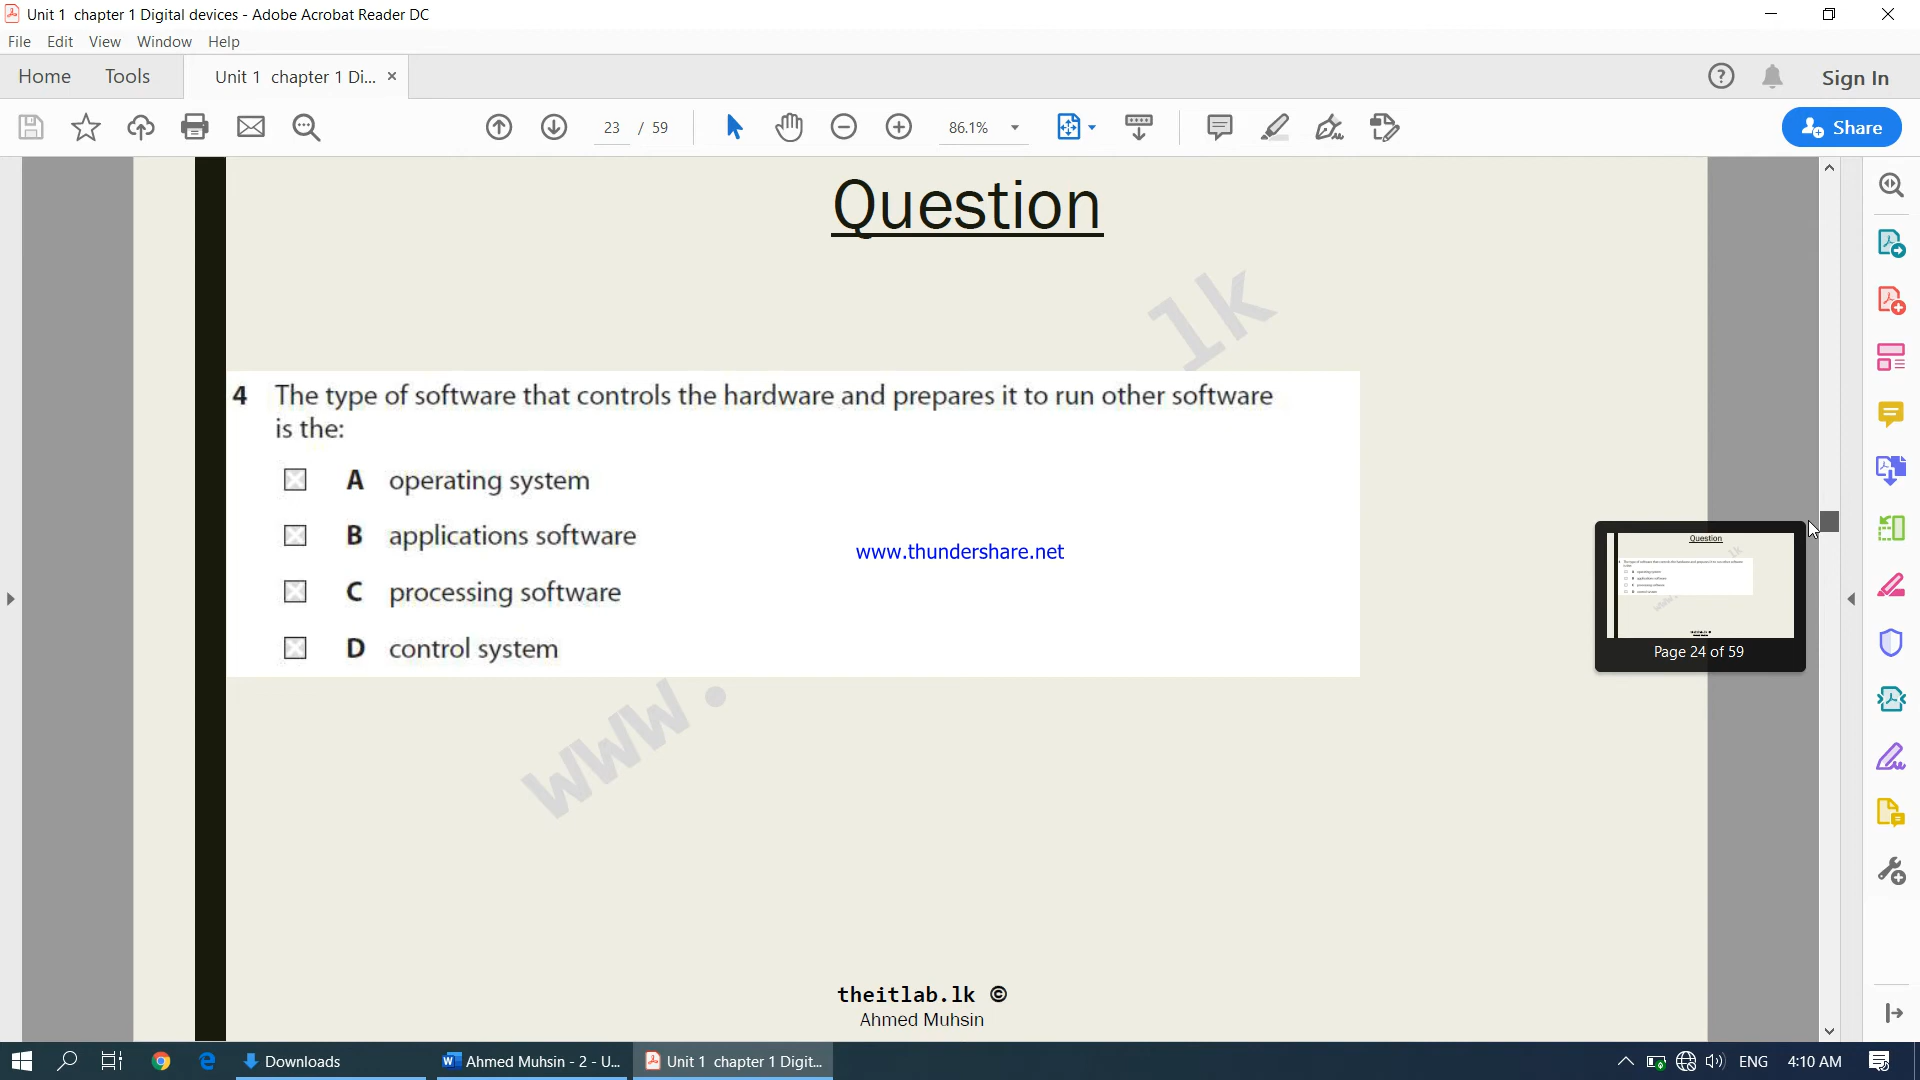 Unit 1  chapter 1 Digital devices - Adobe Acrobat Reader DC
File Edit View Window Help
Home Tools Unit 1  chapter 1 Di... × Sign In
23 / 59 86.1% Share
Question
lk
4 The type of software that controls the hardware and prepares it to run other software
is the:
A operating system
B applications software
www.thundershare.net
C processing software
D control system
www.
Question
Page 24 of 59
theitlab.lk ©
Ahmed Muhsin
Downloads Ahmed Muhsin - 2 - U... Unit 1  chapter 1 Digit... ENG 4:10 AM